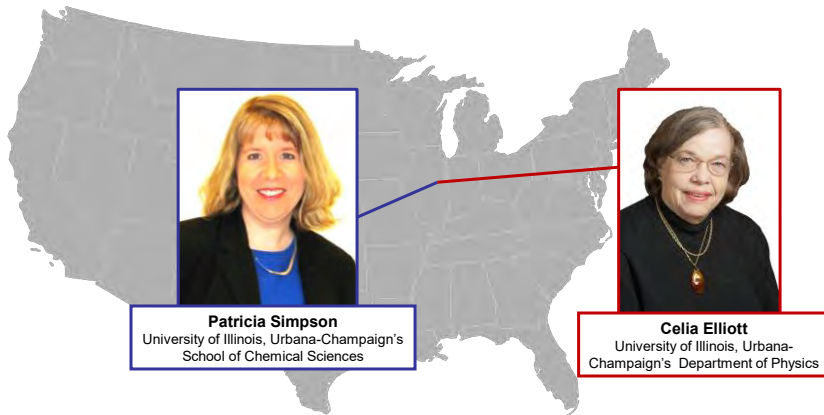 Patricia Simpson
University of Illinois, Urbana-Champaign’s
School of Chemical Sciences
Celia Elliott
University of Illinois, Urbana-
Champaign’s Department of Physics